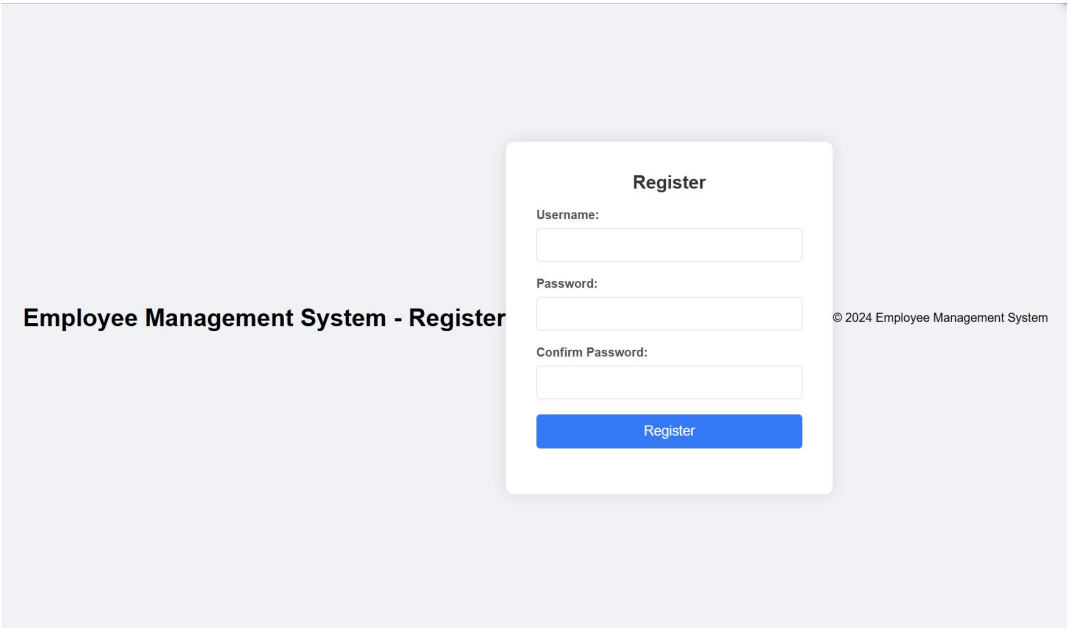 Employee Management System - Register
Register
Username:
Password:
Confirm Password:
Register
© 2024 Employee Management System